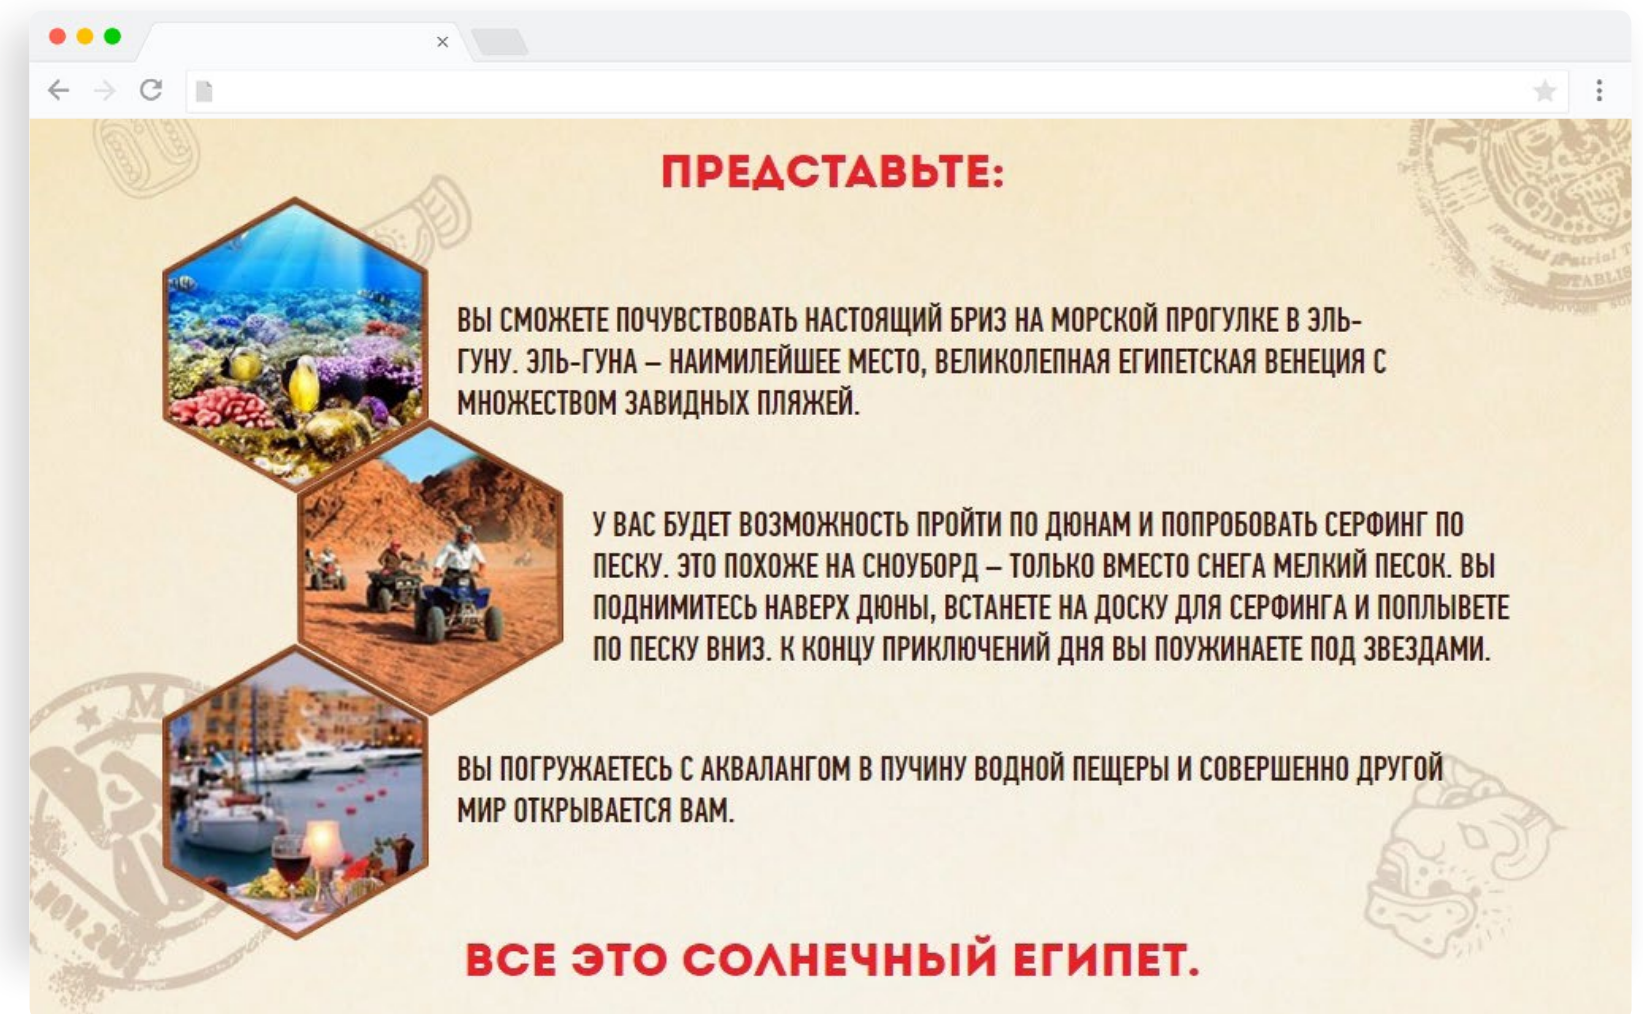 ПРЕДСТАВЬТЕ:
ВЫ СМОЖЕТЕ ПОЧУВСТВОВАТЬ НАСТОЯЩИЙ БРИЗ НА МОРСКОЙ ПРОГУЛКЕ В ЭЛЬ-
ГУНУ. ЭЛЬ-ГУНА – НАИМИЛЕЙШЕЕ МЕСТО, ВЕЛИКОЛЕПНАЯ ЕГИПЕТСКАЯ ВЕНЕЦИЯ С
МНОЖЕСТВОМ ЗАВИДНЫХ ПЛЯЖЕЙ.
У ВАС БУДЕТ ВОЗМОЖНОСТЬ ПРОЙТИ ПО ДЮНАМ И ПОПРОБОВАТЬ СЕРФИНГ ПО
ПЕСКУ. ЭТО ПОХОЖЕ НА СНОУБОРД – ТОЛЬКО ВМЕСТО СНЕГА МЕЛКИЙ ПЕСОК. ВЫ
ПОДНИМИТЕСЬ НАВЕРХ ДЮНЫ, ВСТАНЕТЕ НА ДОСКУ ДЛЯ СЕРФИНГА И ПОПЛЫВЕТЕ
ПО ПЕСКУ ВНИЗ. К КОНЦУ ПРИКЛЮЧЕНИЙ ДНЯ ВЫ ПОУЖИНАЕТЕ ПОД ЗВЕЗДАМИ.
ВЫ ПОГРУЖАЕТЕСЬ С АКВАЛАНГОМ В ПУЧИНУ ВОДНОЙ ПЕЩЕРЫ И СОВЕРШЕННО ДРУГОЙ
МИР ОТКРЫВАЕТСЯ ВАМ.
ВСЕ ЭТО СОЛНЕЧНЫЙ ЕГИПЕТ.